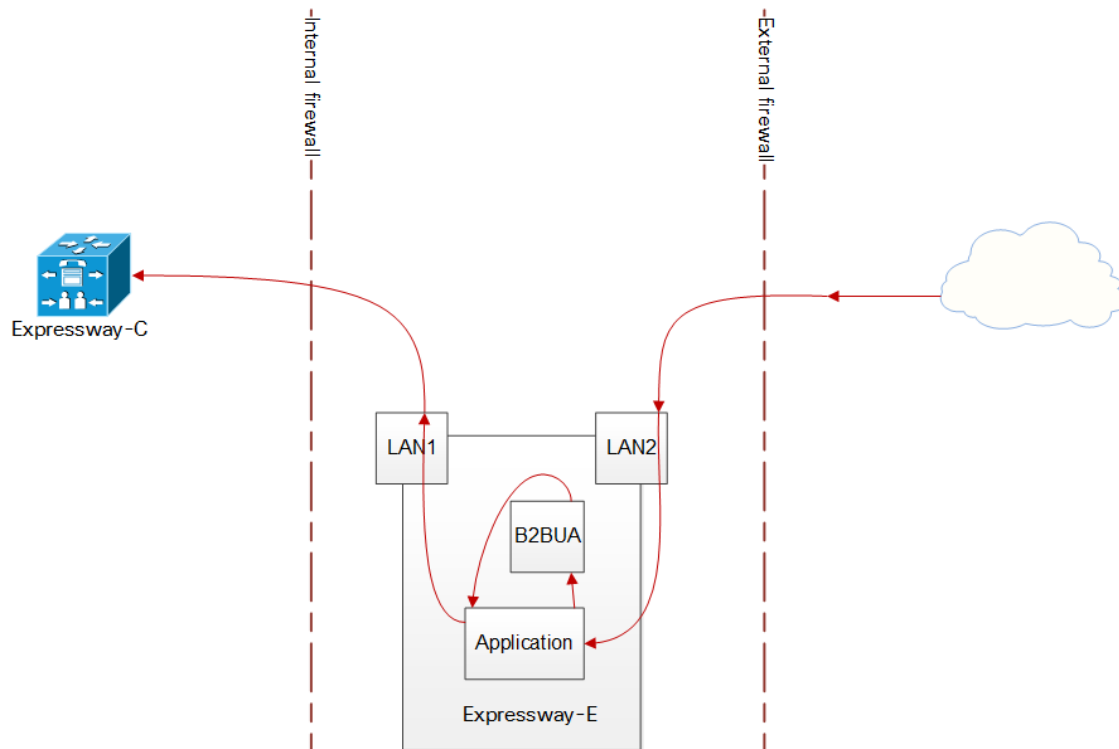 Internal firewall
External firewall
Expressway-C
LAN1
LAN2
B2BUA
Application
Expressway-E